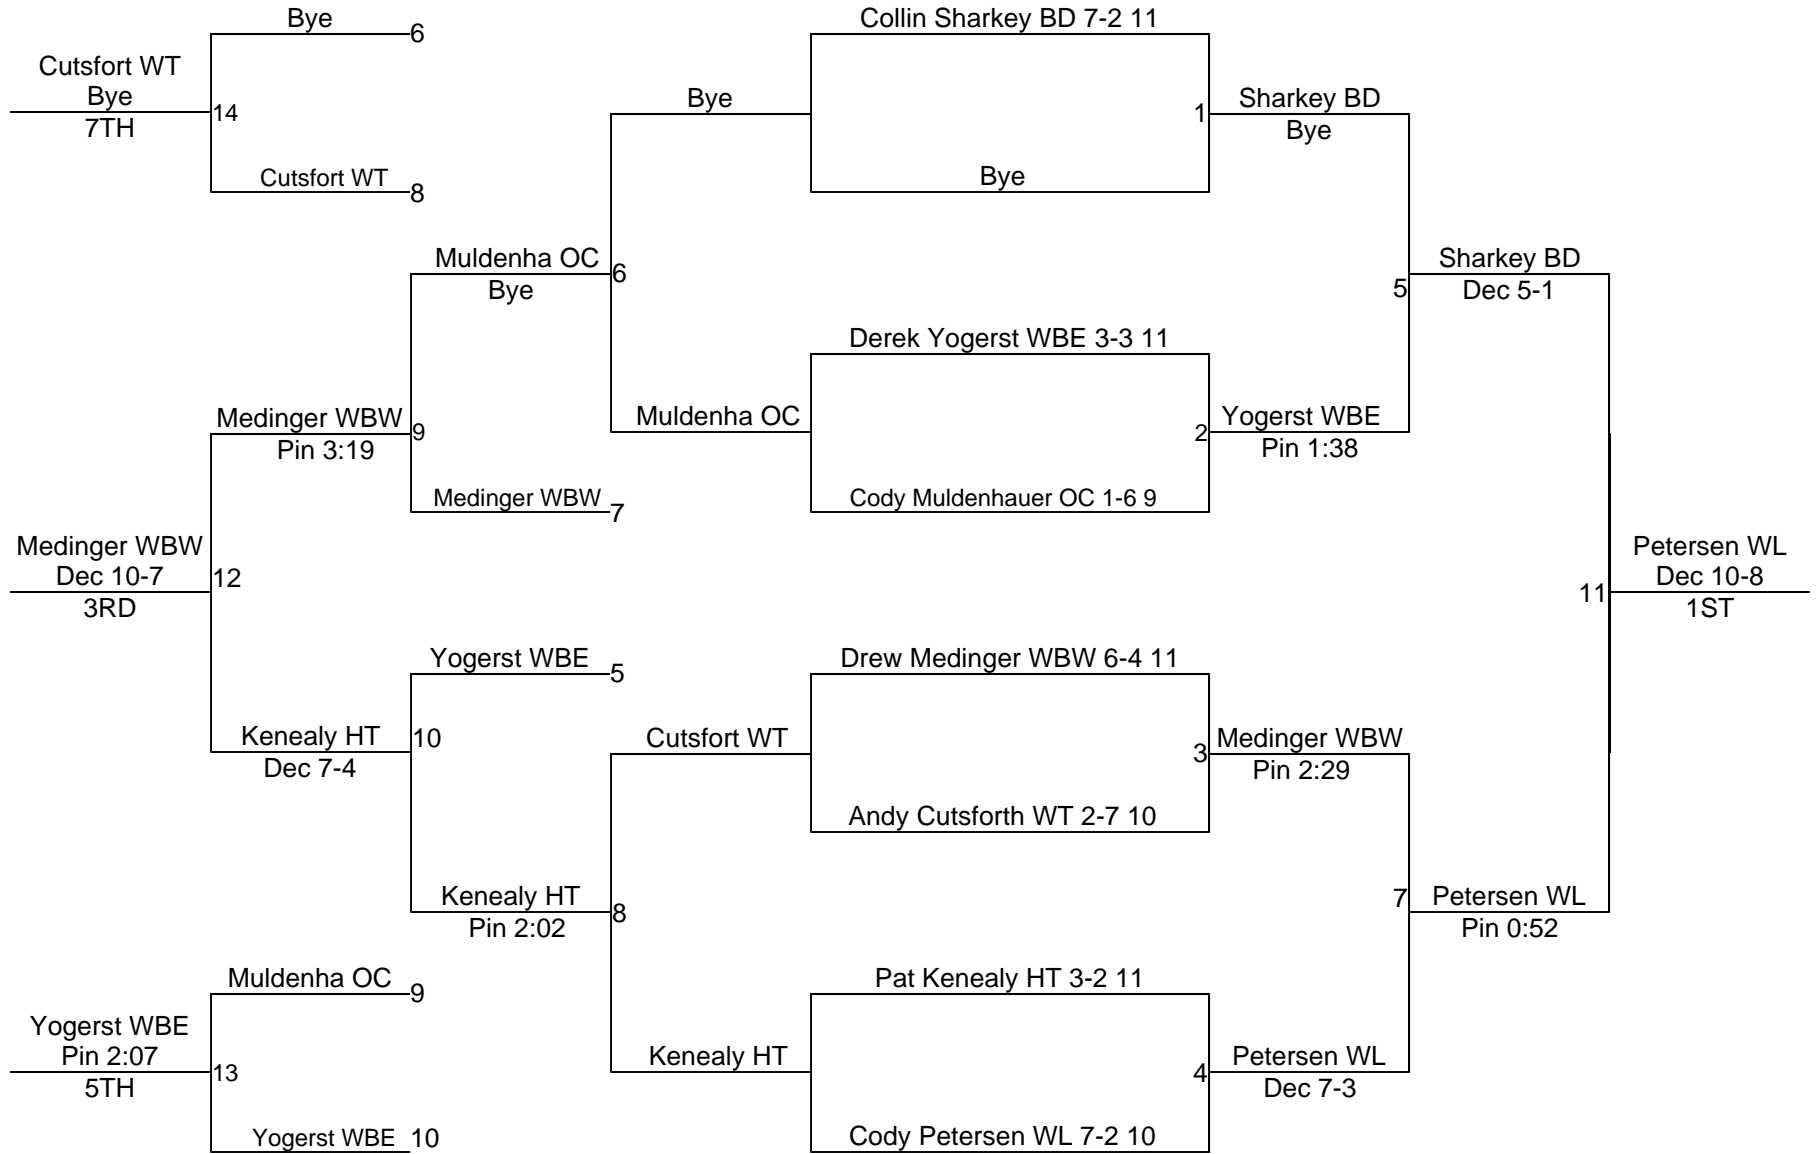 Bye
6
Collin Sharkey BD 7-2 11
Cutsfort WT
Bye
7TH
14
Bye
1
Sharkey BD
Bye
Cutsfort WT
8
Bye
Muldenha OC
Bye
6
Sharkey BD
Dec 5-1
5
Derek Yogerst WBE 3-3 11
Medinger WBW
Pin 3:19
9
Muldenha OC
2
Yogerst WBE
Pin 1:38
Medinger WBW
7
Cody Muldenhauer OC 1-6 9
Medinger WBW
Dec 10-7
3RD
12
11
Petersen WL
Dec 10-8
1ST
Yogerst WBE
5
Drew Medinger WBW 6-4 11
Kenealy HT
Dec 7-4
10
Cutsfort WT
3
Medinger WBW
Pin 2:29
Andy Cutsforth WT 2-7 10
Kenealy HT
Pin 2:02
8
7
Petersen WL
Pin 0:52
Muldenha OC
9
Pat Kenealy HT 3-2 11
Yogerst WBE
Pin 2:07
5TH
13
Kenealy HT
4
Petersen WL
Dec 7-3
Yogerst WBE
10
Cody Petersen WL 7-2 10